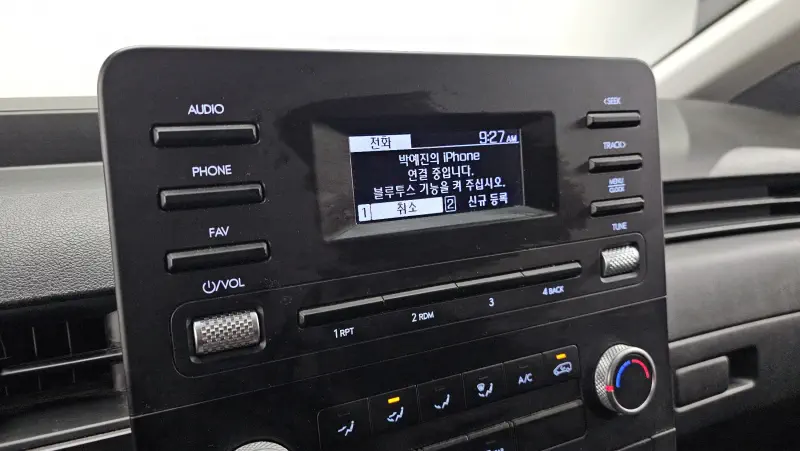 AUDIO
PHONE
FAV
⏻/VOL
전화
9:27 AM
박예진의 iPhone
연결 중입니다.
블루투스 기능을 켜 주십시오.
1 취소
2 신규 등록
<SEEK
TRACK>
MENU
CLOCK
TUNE
1 RPT
2 RDM
3
4 BACK
A/C